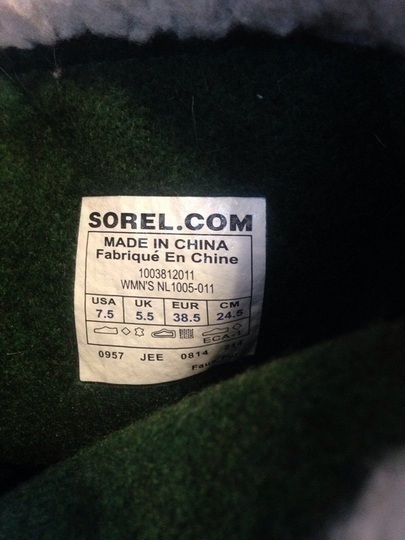 SOREL.COM
MADE IN CHINA
Fabriqué En Chine
1003812011
WMN'S NL1005-011
USA UK EUR CM
7.5 5.5 38.5 24.5
0957 JEE 0814